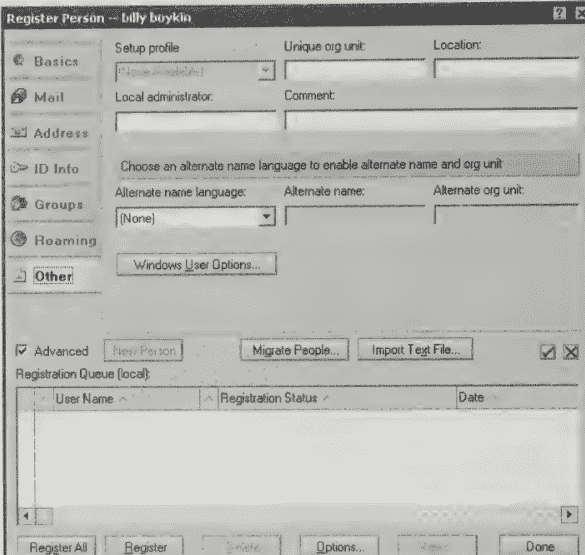 Register Person -- billy boykin
Setup profile
Unique org unit:
Location:
Basics
Mail
Local administrator:
Comment:
Address
ID Info
Choose an alternate name language to enable alternate name and org unit
Alternate name language:
Alternate name:
Alternate org unit:
Groups
(None)
Roaming
Windows User Options...
Other
Advanced
New Person
Migrate People...
Import Text File...
Registration Queue (local):
User Name
Registration Status
Date
Register All
Register
Delete
Options...
Done